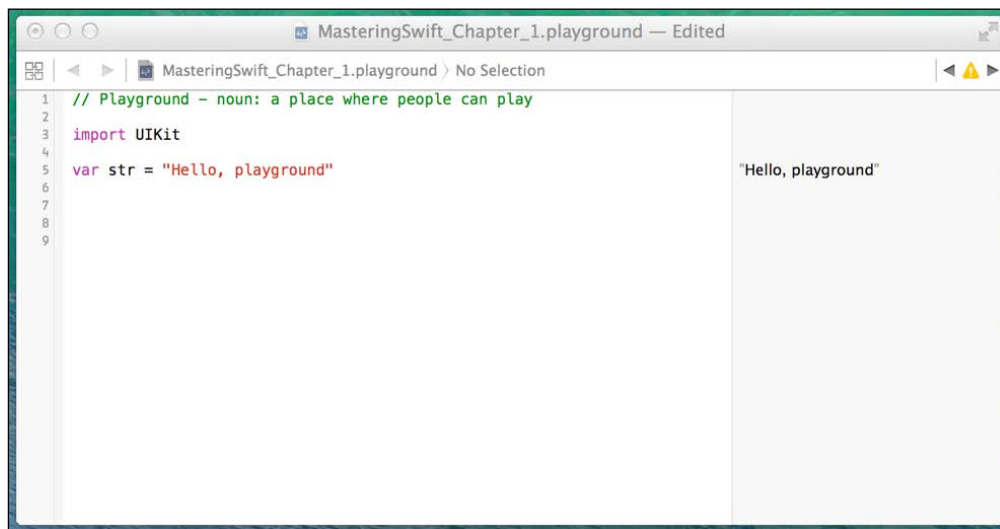 MasteringSwift_Chapter_1.playground — Edited
MasteringSwift_Chapter_1.playground 〉 No Selection
1 // Playground – noun: a place where people can play
2
3 import UIKit
4
5 var str = "Hello, playground" "Hello, playground"
6
7
8
9